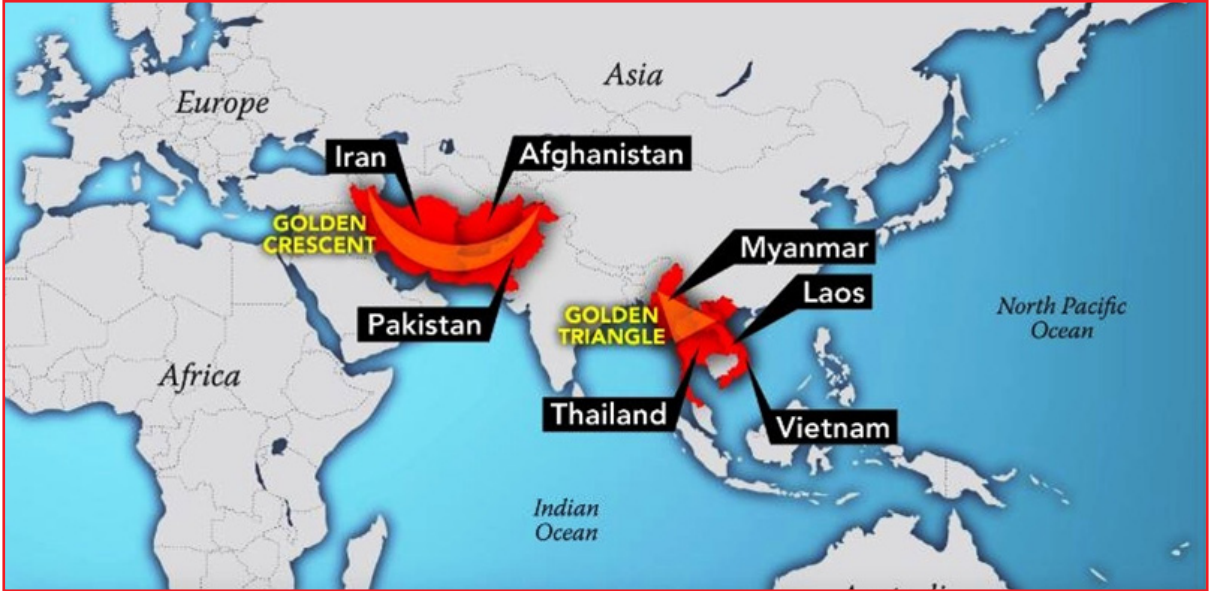 Asia
Europe
Iran
Afghanistan
GOLDEN
CRESCENT
Myanmar
Laos
Pakistan
GOLDEN
TRIANGLE
North Pacific
Ocean
Africa
Thailand
Vietnam
Indian
Ocean